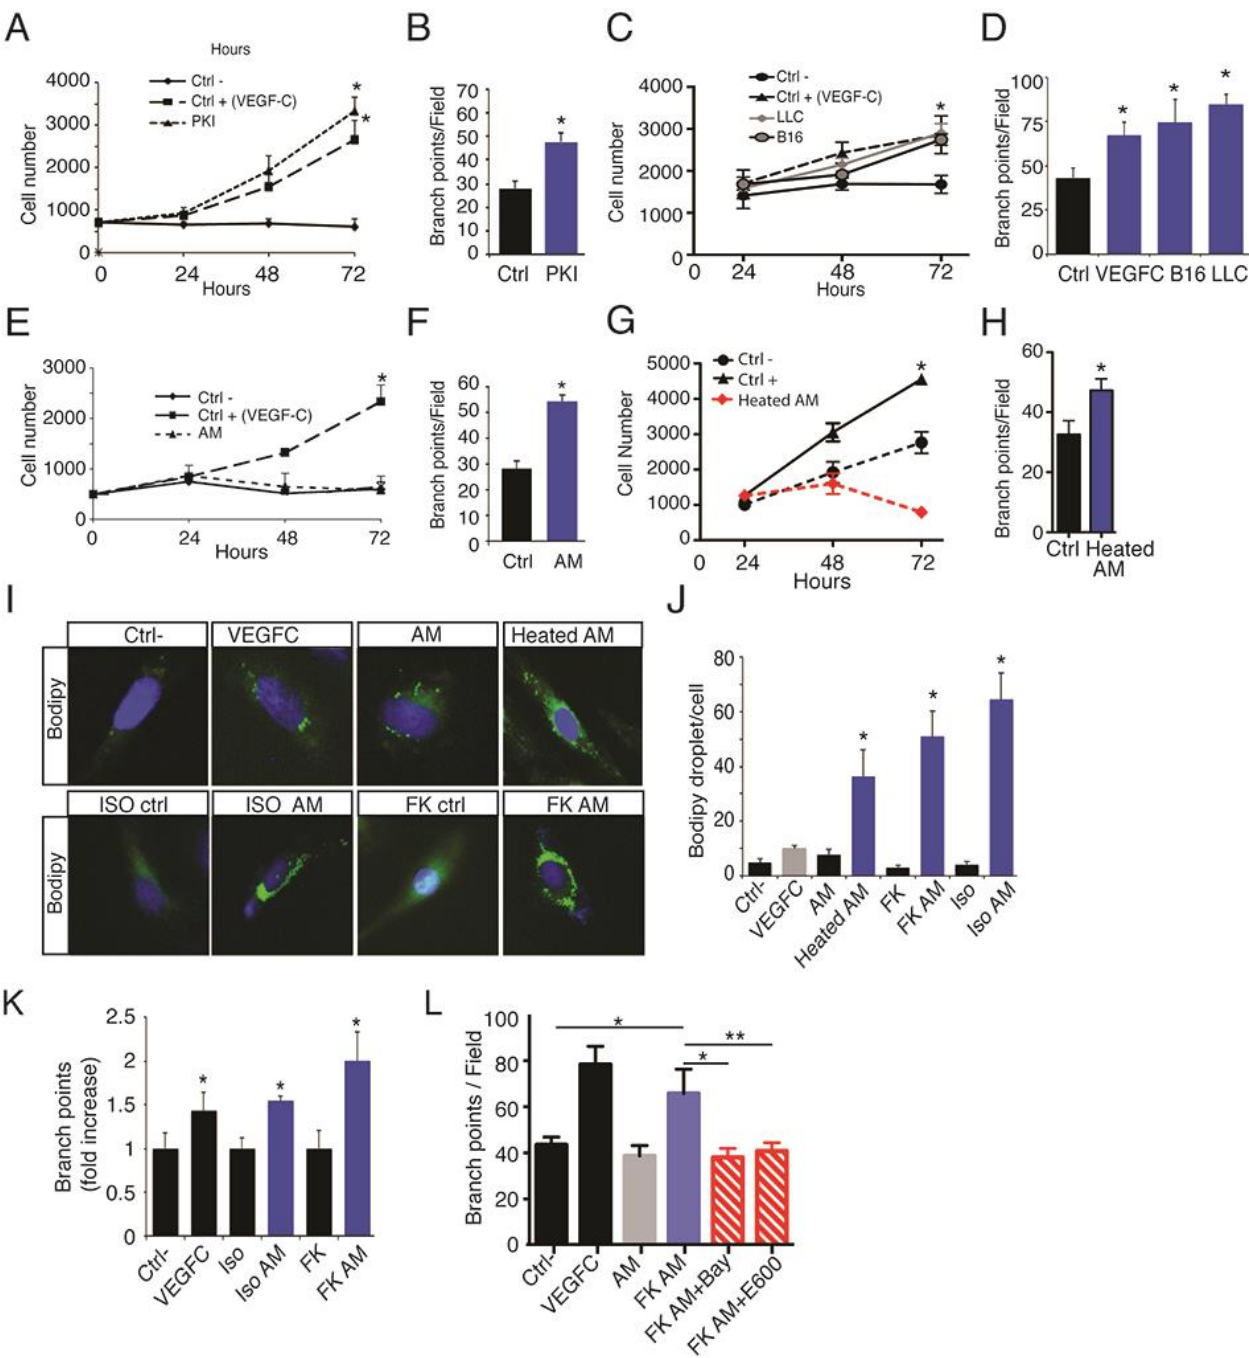 A
Hours
4000
3000
2000
1000
0
Cell number
Ctrl -
Ctrl + (VEGF-C)
PKI
*
*
0 24 48 72
Hours
B
70
60
50
40
30
20
10
0
Branch points/Field
*
Ctrl PKI
C
4000
3000
2000
1000
0
Cell number
Ctrl -
Ctrl + (VEGF-C)
LLC
B16
*
0 24 48 72
Hours
D
100
75
50
25
0
Branch points/Field
* * *
Ctrl VEGFC B16 LLC
E
3000
2000
1000
0
Cell number
Ctrl -
Ctrl + (VEGF-C)
AM
*
0 24 48 72
Hours
F
60
50
40
30
20
10
0
Branch points/Field
*
Ctrl AM
G
5000
4000
3000
2000
1000
0
Cell Number
Ctrl -
Ctrl +
Heated AM
*
0 24 48 72
Hours
H
60
40
20
0
Branch points/Field
*
Ctrl Heated
AM
I
Ctrl- VEGFC AM Heated AM
Bodipy
ISO ctrl ISO AM FK ctrl FK AM
Bodipy
J
80
60
40
20
0
Bodipy droplet/cell
* * *
Ctrl-
VEGFC
AM
Heated AM
FK
FK AM
Iso
Iso AM
K
2.5
2
1.5
1
0.5
0
Branch points
(fold increase)
* * *
Ctrl-
VEGFC
Iso
Iso AM
FK
FK AM
L
100
80
60
40
20
0
Branch points / Field
*
**
*
Ctrl-
VEGFC
AM
FK AM
FK AM+Bay
FK AM+E600